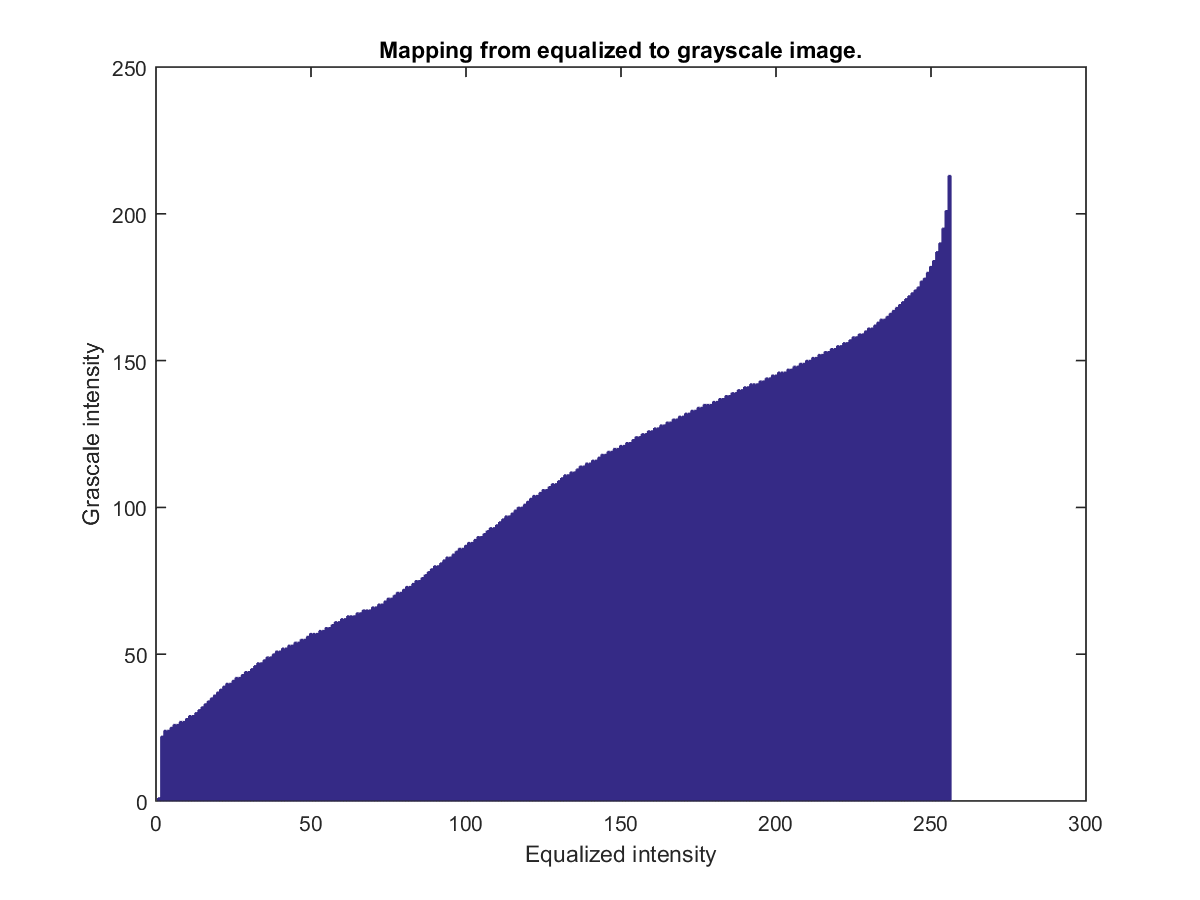 Mapping from equalized to grayscale image.
250
200
150
100
50
0
Grascale intensity
0 50 100 150 200 250 300
Equalized intensity